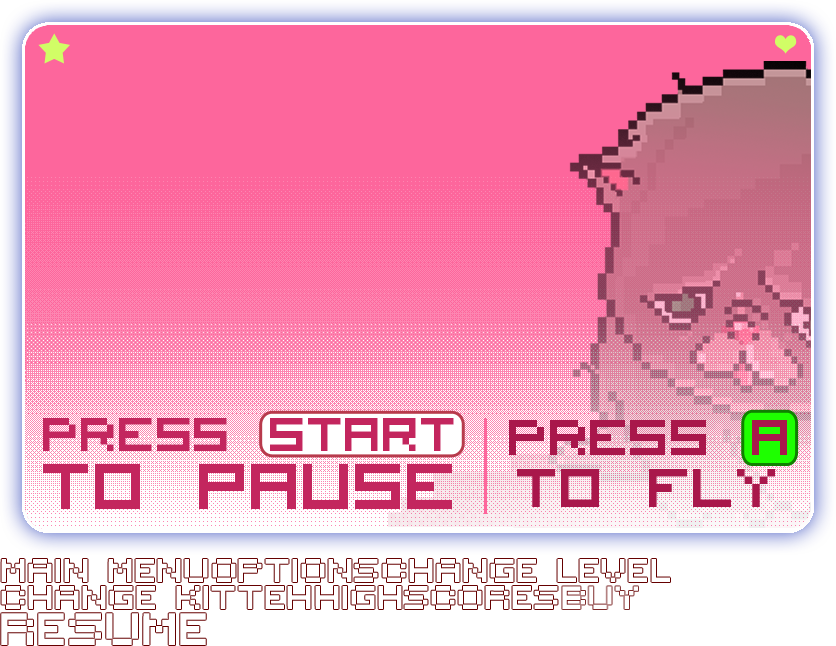 PRESS START
TO PAUSE
PRESS A
TO FLY
MAIN MENUOPTIONSCHANGE LEVEL
CHANGE KITTEHHIGHSCORESBUY
RESUME